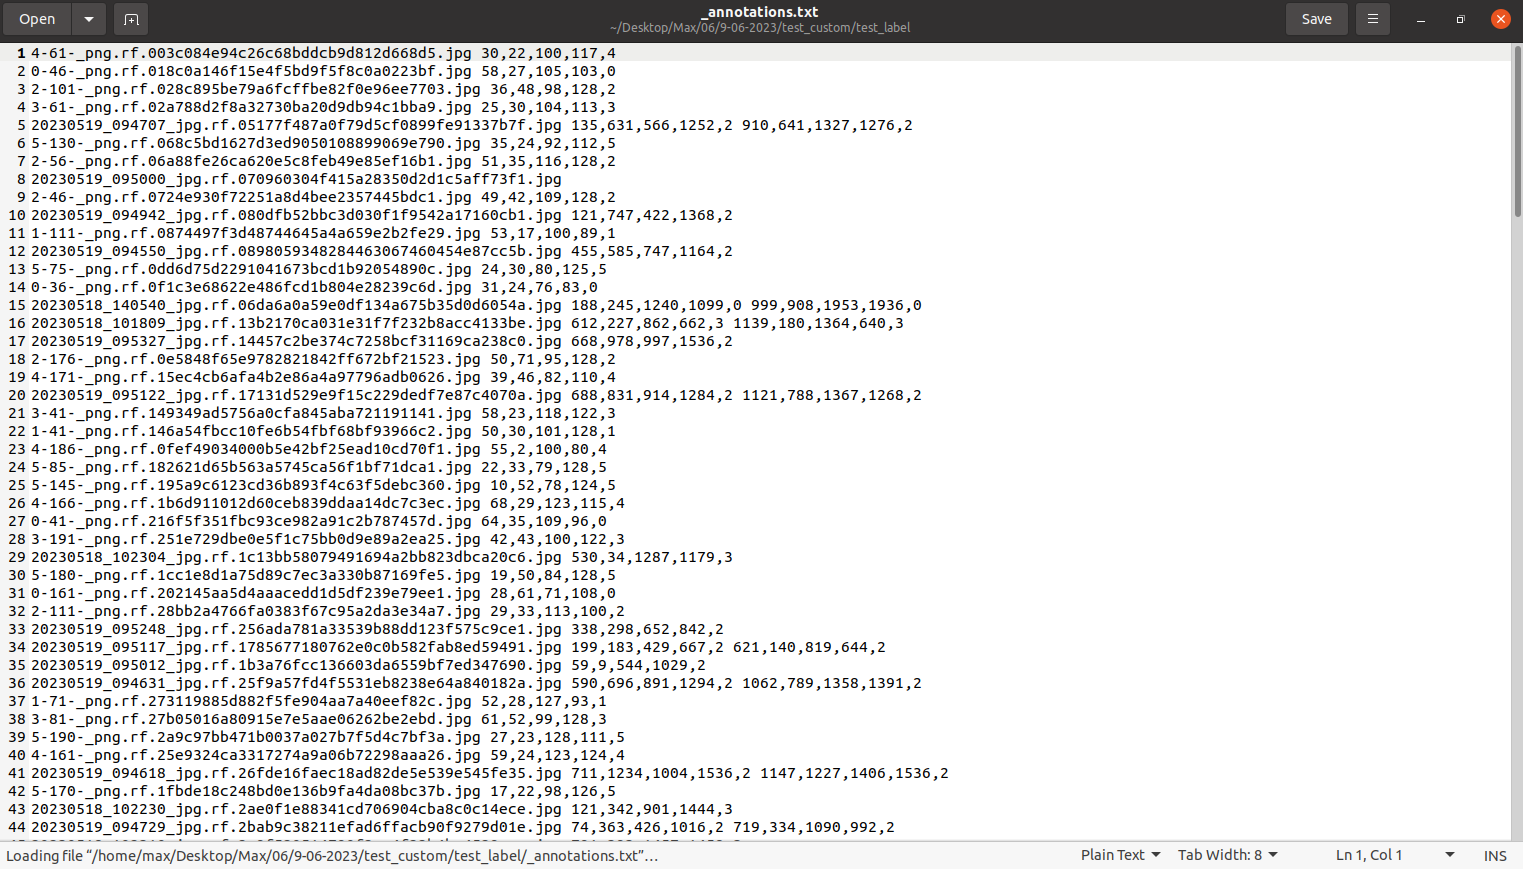 Open
_annotations.txt
~/Desktop/Max/06/9-06-2023/test_custom/test_label
Save
1 4-61-_png.rf.003c084e94c26c68bddcb9d812d668d5.jpg 30,22,100,117,4
2 0-46-_png.rf.018c0a146f15e4f5bd9f5f8c0a0223bf.jpg 58,27,105,103,0
3 2-101-_png.rf.028c895be79a6fcffbe82f0e96ee7703.jpg 36,48,98,128,2
4 3-61-_png.rf.02a788d2f8a32730ba20d9db94c1bba9.jpg 25,30,104,113,3
5 20230519_094707_jpg.rf.05177f487a0f79d5cf0899fe91337b7f.jpg 135,631,566,1252,2 910,641,1327,1276,2
6 5-130-_png.rf.068c5bd1627d3ed9050108899069e790.jpg 35,24,92,112,5
7 2-56-_png.rf.06a88fe26ca620e5c8feb49e85ef16b1.jpg 51,35,116,128,2
8 20230519_095000_jpg.rf.070960304f415a28350d2d1c5aff73f1.jpg
9 2-46-_png.rf.0724e930f72251a8d4bee2357445bdc1.jpg 49,42,109,128,2
10 20230519_094942_jpg.rf.080dfb52bbc3d030f1f9542a17160cb1.jpg 121,747,422,1368,2
11 1-111-_png.rf.0874497f3d48744645a4a659e2b2fe29.jpg 53,17,100,89,1
12 20230519_094550_jpg.rf.0898059348284463067460454e87cc5b.jpg 455,585,747,1164,2
13 5-75-_png.rf.0dd6d75d2291041673bcd1b92054890c.jpg 24,30,80,125,5
14 0-36-_png.rf.0f1c3e68622e486fcd1b804e28239c6d.jpg 31,24,76,83,0
15 20230518_140540_jpg.rf.06da6a0a59e0df134a675b35d0d6054a.jpg 188,245,1240,1099,0 999,908,1953,1936,0
16 20230518_101809_jpg.rf.13b2170ca031e31f7f232b8acc4133be.jpg 612,227,862,662,3 1139,180,1364,640,3
17 20230519_095327_jpg.rf.14457c2be374c7258bcf31169ca238c0.jpg 668,978,997,1536,2
18 2-176-_png.rf.0e5848f65e9782821842ff672bf21523.jpg 50,71,95,128,2
19 4-171-_png.rf.15ec4cb6afa4b2e86a4a97796adb0626.jpg 39,46,82,110,4
20 20230519_095122_jpg.rf.17131d529e9f15c229dedf7e87c4070a.jpg 688,831,914,1284,2 1121,788,1367,1268,2
21 3-41-_png.rf.149349ad5756a0cfa845aba721191141.jpg 58,23,118,122,3
22 1-41-_png.rf.146a54fbcc10fe6b54fbf68bf93966c2.jpg 50,30,101,128,1
23 4-186-_png.rf.0fef49034000b5e42bf25ead10cd70f1.jpg 55,2,100,80,4
24 5-85-_png.rf.182621d65b563a5745ca56f1bf71dca1.jpg 22,33,79,128,5
25 5-145-_png.rf.195a9c6123cd36b893f4c63f5debc360.jpg 10,52,78,124,5
26 4-166-_png.rf.1b6d911012d60ceb839ddaa14dc7c3ec.jpg 68,29,123,115,4
27 0-41-_png.rf.216f5f351fbc93ce982a91c2b787457d.jpg 64,35,109,96,0
28 3-191-_png.rf.251e729dbe0e5f1c75bb0d9e89a2ea25.jpg 42,43,100,122,3
29 20230518_102304_jpg.rf.1c13bb58079491694a2bb823dbca20c6.jpg 530,34,1287,1179,3
30 5-180-_png.rf.1cc1e8d1a75d89c7ec3a330b87169fe5.jpg 19,50,84,128,5
31 0-161-_png.rf.202145aa5d4aaacedd1d5df239e79ee1.jpg 28,61,71,108,0
32 2-111-_png.rf.28bb2a4766fa0383f67c95a2da3e34a7.jpg 29,33,113,100,2
33 20230519_095248_jpg.rf.256ada781a33539b88dd123f575c9ce1.jpg 338,298,652,842,2
34 20230519_095117_jpg.rf.1785677180762e0c0b582fab8ed59491.jpg 199,183,429,667,2 621,140,819,644,2
35 20230519_095012_jpg.rf.1b3a76fcc136603da6559bf7ed347690.jpg 59,9,544,1029,2
36 20230519_094631_jpg.rf.25f9a57fd4f5531eb8238e64a840182a.jpg 590,696,891,1294,2 1062,789,1358,1391,2
37 1-71-_png.rf.273119885d882f5fe904aa7a40eef82c.jpg 52,28,127,93,1
38 3-81-_png.rf.27b05016a80915e7e5aae06262be2ebd.jpg 61,52,99,128,3
39 5-190-_png.rf.2a9c97bb471b0037a027b7f5d4c7bf3a.jpg 27,23,128,111,5
40 4-161-_png.rf.25e9324ca3317274a9a06b72298aaa26.jpg 59,24,123,124,4
41 20230519_094618_jpg.rf.26fde16faec18ad82de5e539e545fe35.jpg 711,1234,1004,1536,2 1147,1227,1406,1536,2
42 5-170-_png.rf.1fbde18c248bd0e136b9fa4da08bc37b.jpg 17,22,98,126,5
43 20230518_102230_jpg.rf.2ae0f1e88341cd706904cba8c0c14ece.jpg 121,342,901,1444,3
44 20230519_094729_jpg.rf.2bab9c38211efad6ffacb90f9279d01e.jpg 74,363,426,1016,2 719,334,1090,992,2
Loading file “/home/max/Desktop/Max/06/9-06-2023/test_custom/test_label/_annotations.txt”…
Plain Text
Tab Width: 8
Ln 1, Col 1
INS